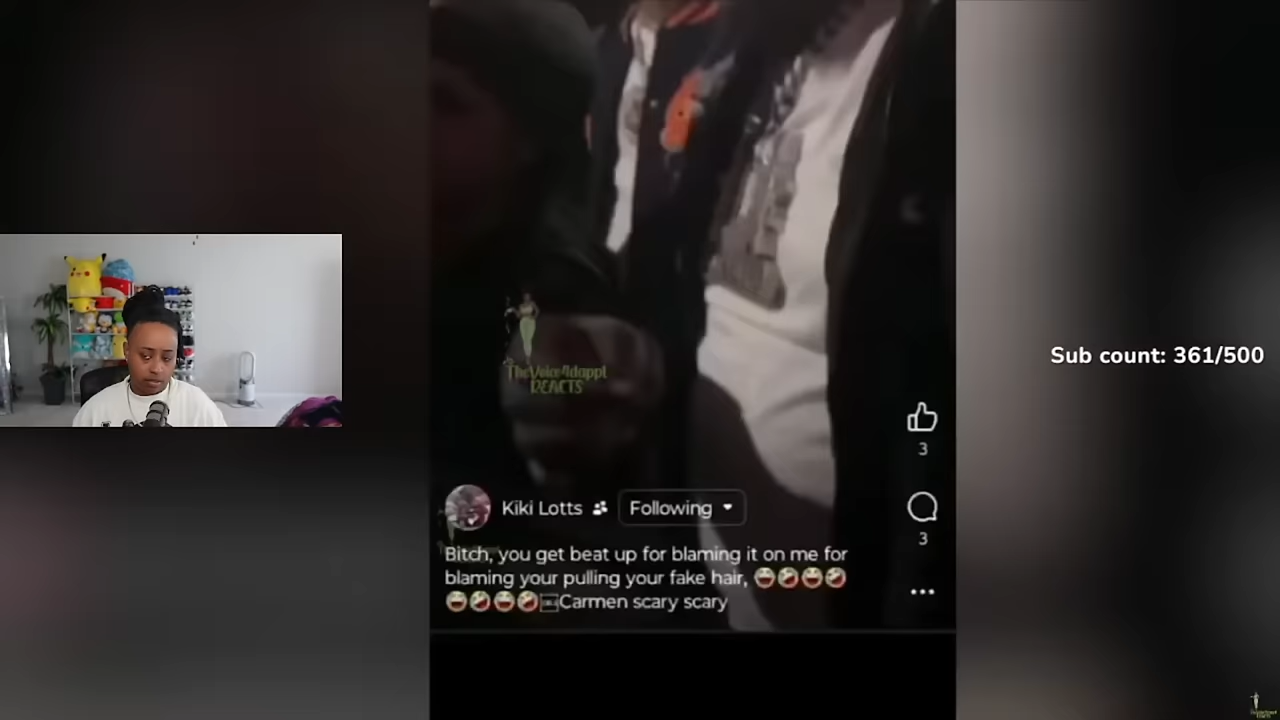 Sub count: 361/500
TheVoice4dappl
REACTS
3
Kiki Lotts
Following
3
Bitch, you get beat up for blaming it on me for
blaming your pulling your fake hair, 😆🤣😆🤣
😆🤣😆🤣￼Carmen scary scary